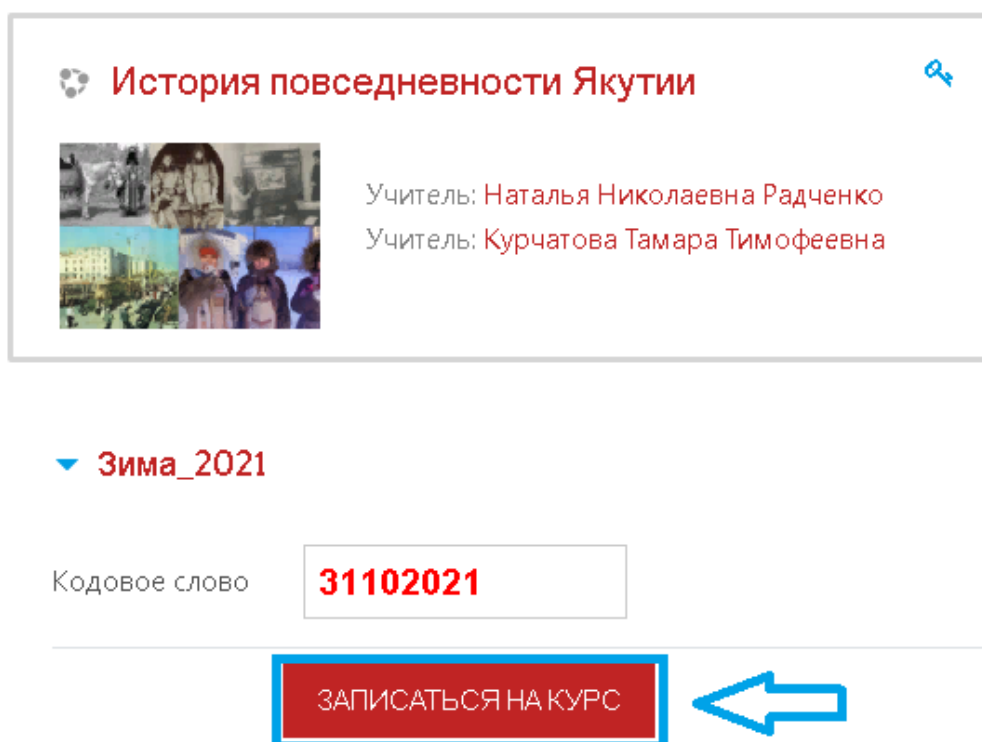 История повседневности Якутии
Учитель: Наталья Николаевна Радченко
Учитель: Курчатова Тамара Тимофеевна
Зима_2021
Кодовое слово
31102021
ЗАПИСАТЬСЯ НА КУРС